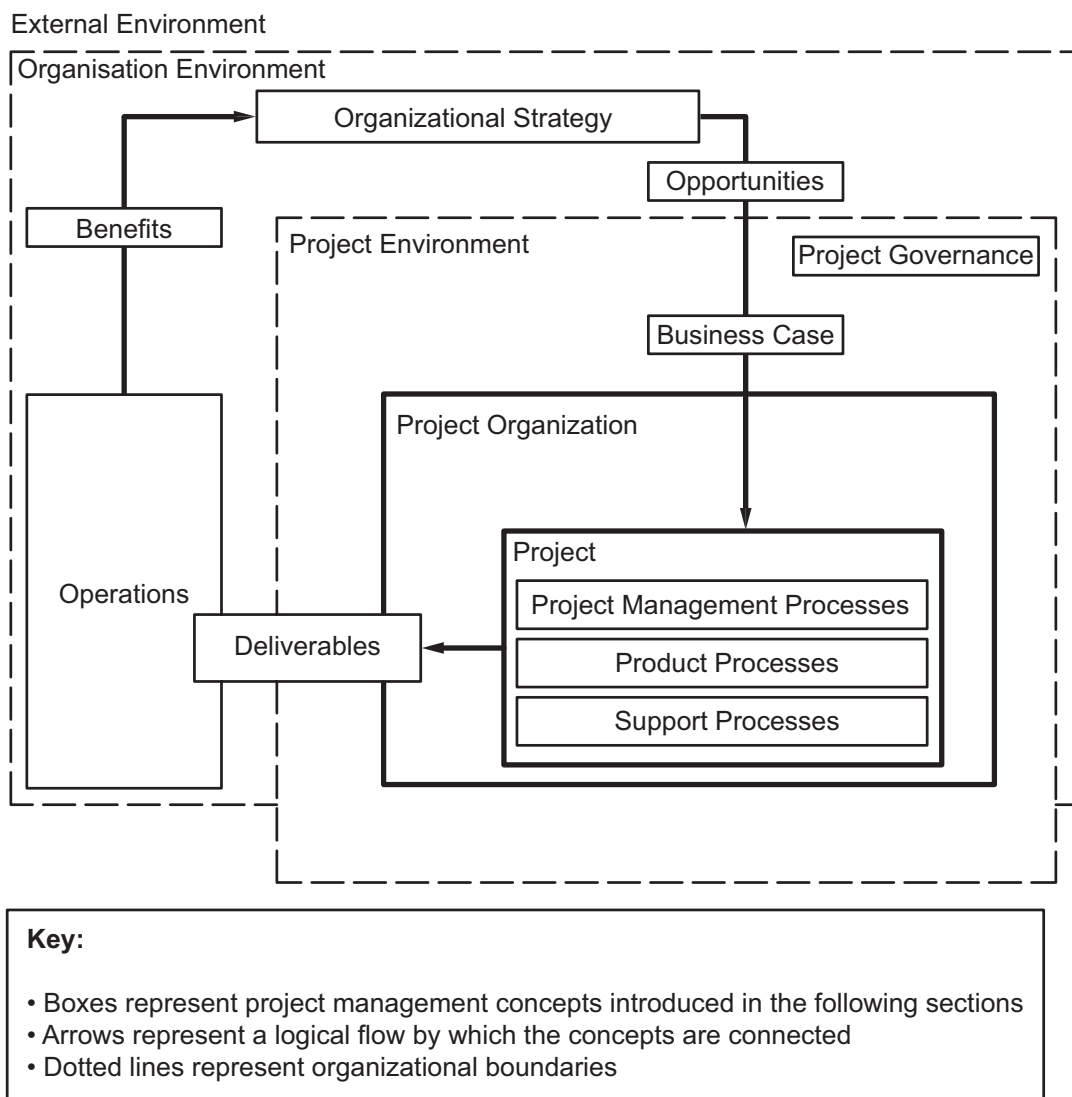 External Environment
Organisation Environment
Organizational Strategy
Opportunities
Benefits
Project Environment
Project Governance
Business Case
Project Organization
Project
Operations
Project Management Processes
Deliverables
Product Processes
Support Processes
Key:
• Boxes represent project management concepts introduced in the following sections
• Arrows represent a logical flow by which the concepts are connected
• Dotted lines represent organizational boundaries